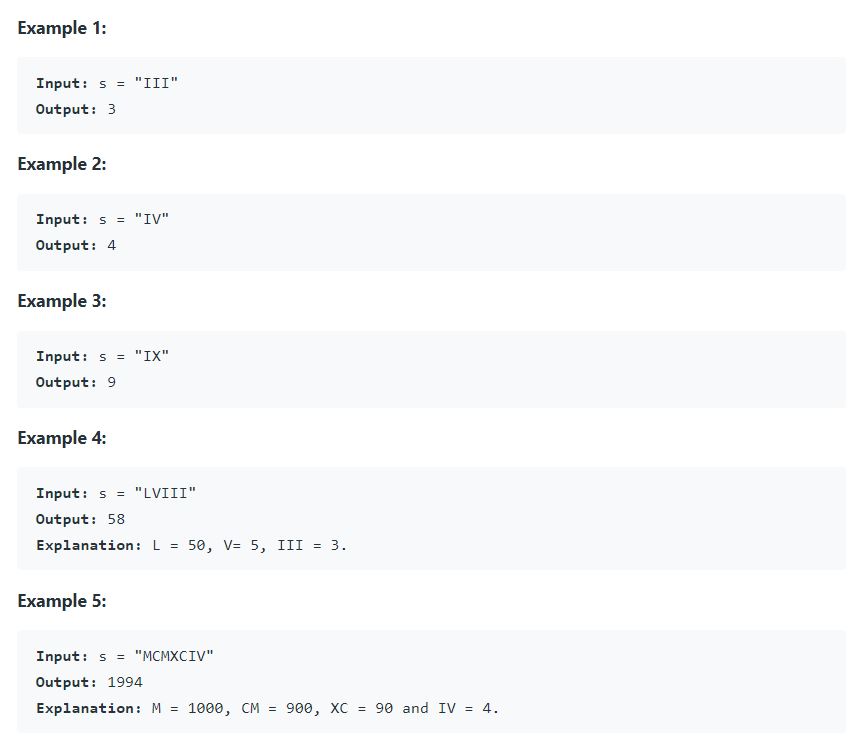 Example 1:
Input: s = "III"
Output: 3
Example 2:
Input: s = "IV"
Output: 4
Example 3:
Input: s = "IX"
Output: 9
Example 4:
Input: s = "LVIII"
Output: 58
Explanation: L = 50, V= 5, III = 3.
Example 5:
Input: s = "MCMXCIV"
Output: 1994
Explanation: M = 1000, CM = 900, XC = 90 and IV = 4.